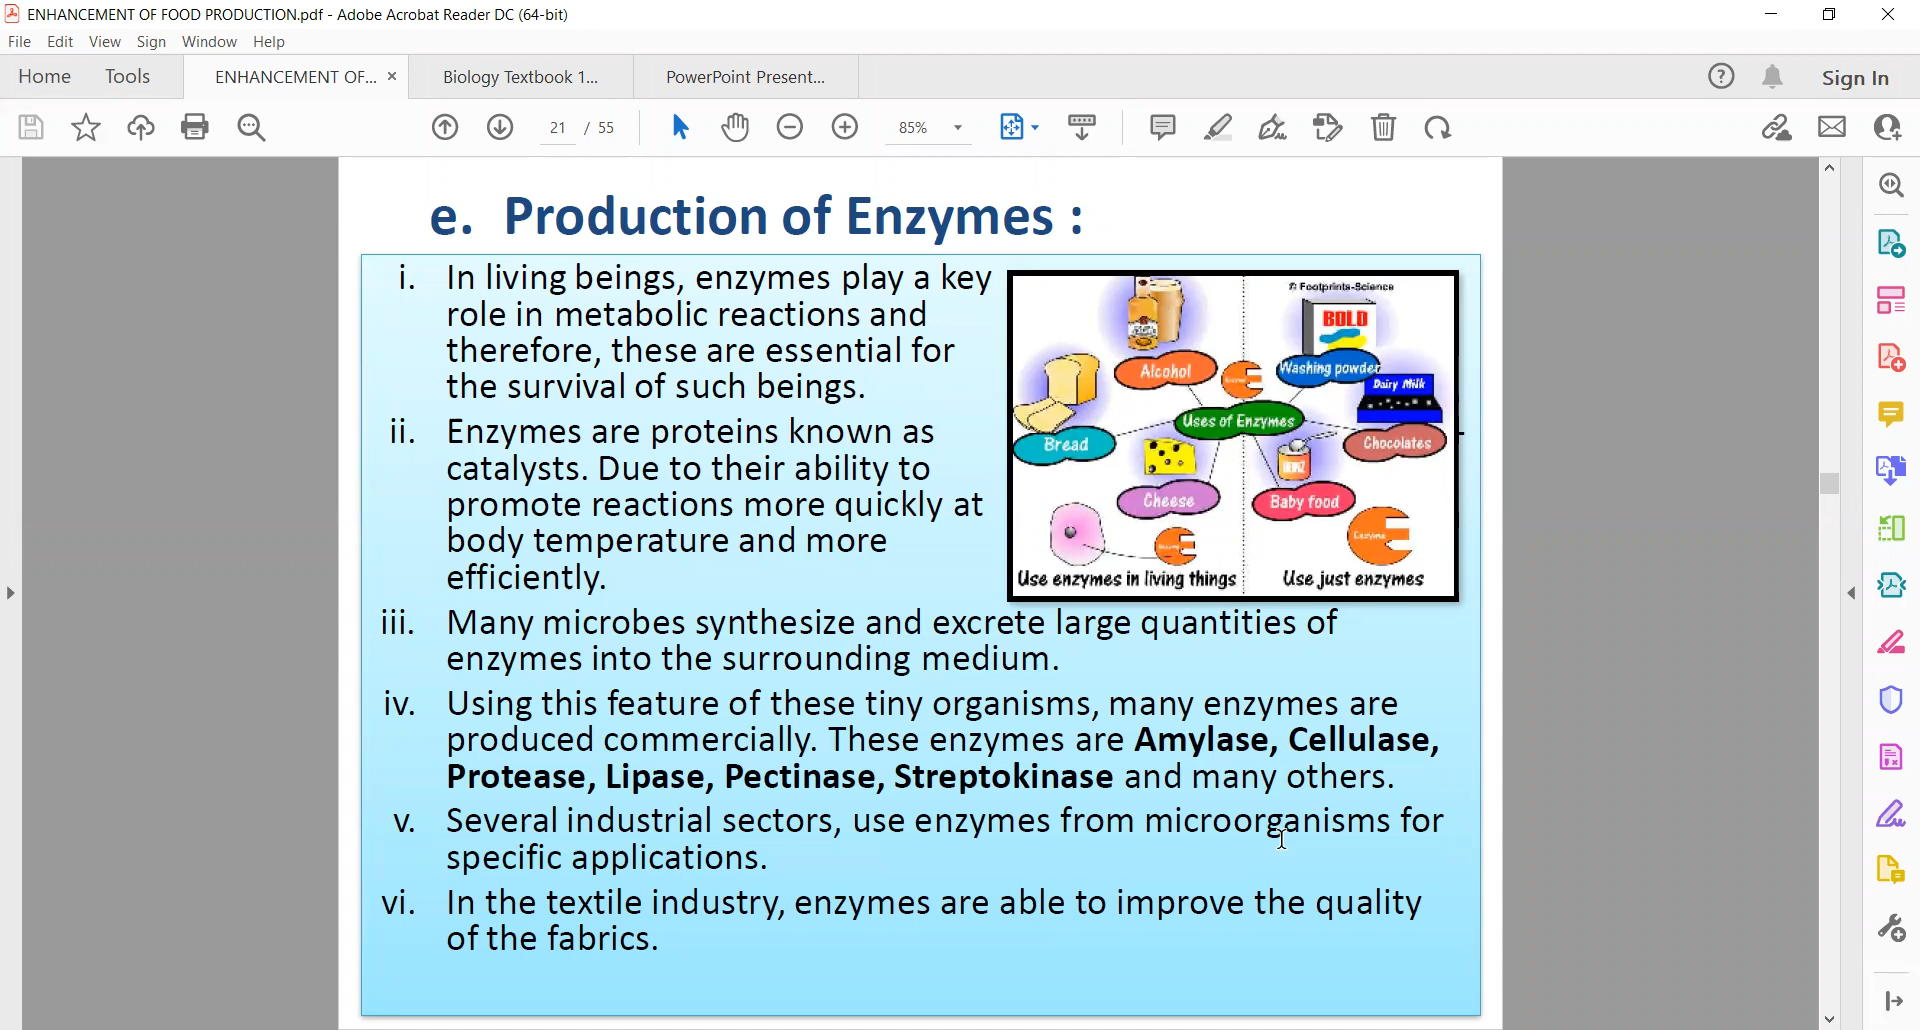 ENHANCEMENT OF FOOD PRODUCTION.pdf - Adobe Acrobat Reader DC (64-bit)
File Edit View Sign Window Help
Home Tools ENHANCEMENT OF... × Biology Textbook 1... PowerPoint Present... Sign In
21 / 55 85%
e. Production of Enzymes :
i. In living beings, enzymes play a key
role in metabolic reactions and
therefore, these are essential for
the survival of such beings.
ii. Enzymes are proteins known as
catalysts. Due to their ability to
promote reactions more quickly at
body temperature and more
efficiently.
© Footprints-Science
BOLD
Alcohol
Enzyme
Washing powder
Dairy Milk
Uses of Enzymes
Bread
Chocolates
HEINZ
Cheese
Baby food
Enzyme
Enzyme
Use enzymes in living things
Use just enzymes
iii. Many microbes synthesize and excrete large quantities of
enzymes into the surrounding medium.
iv. Using this feature of these tiny organisms, many enzymes are
produced commercially. These enzymes are Amylase, Cellulase,
Protease, Lipase, Pectinase, Streptokinase and many others.
v. Several industrial sectors, use enzymes from microorganisms for
specific applications.
vi. In the textile industry, enzymes are able to improve the quality
of the fabrics.